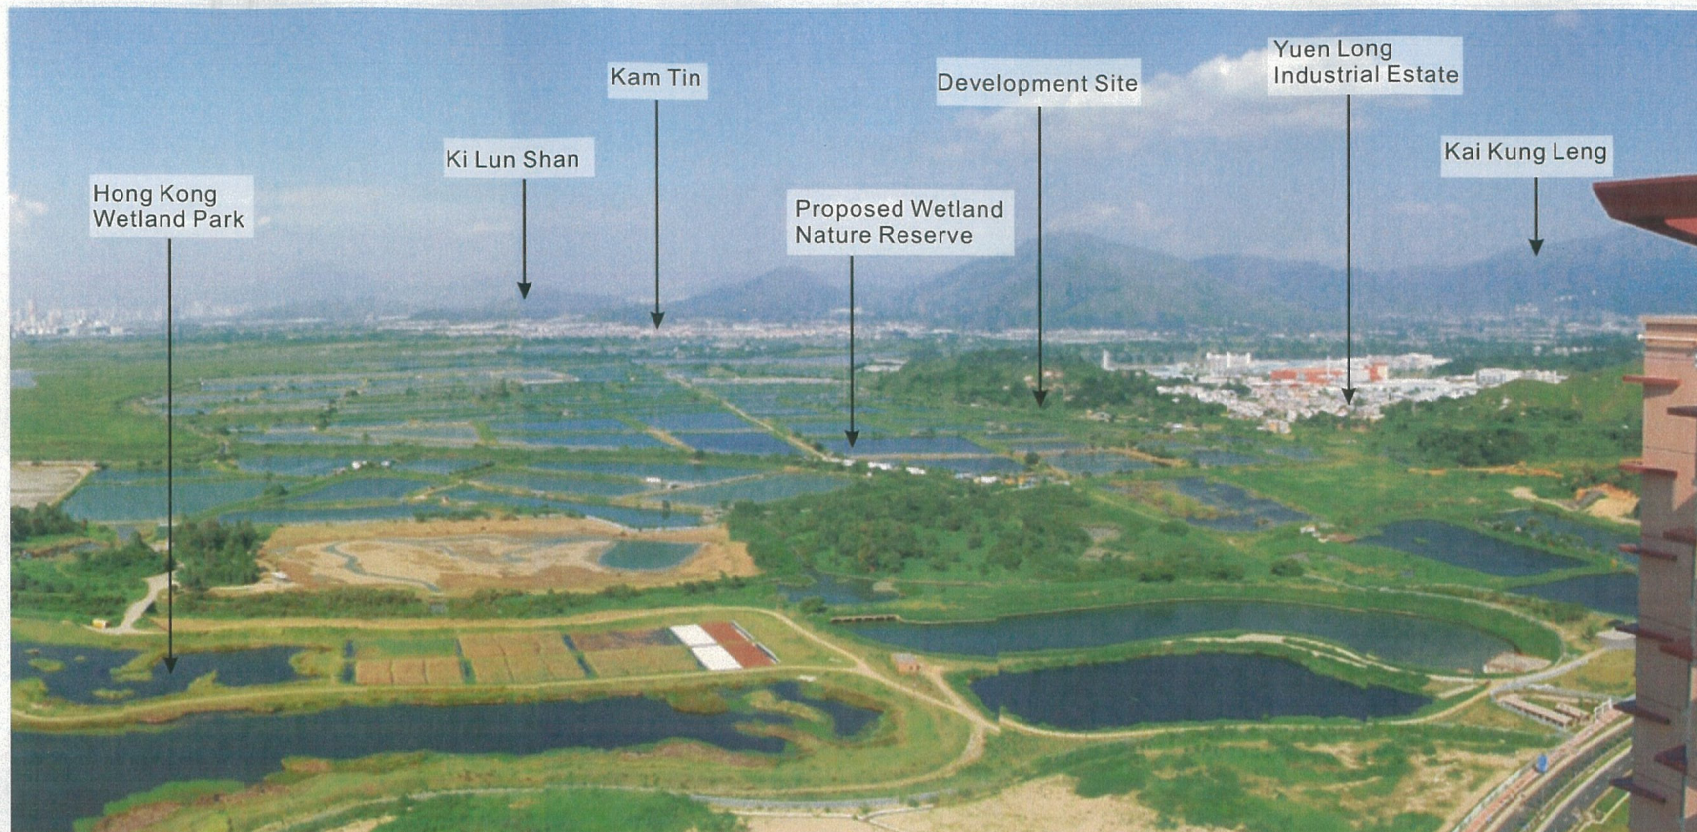 Hong Kong
Wetland Park
Ki Lun Shan
Kam Tin
Proposed Wetland
Nature Reserve
Development Site
Yuen Long
Industrial Estate
Kai Kung Leng